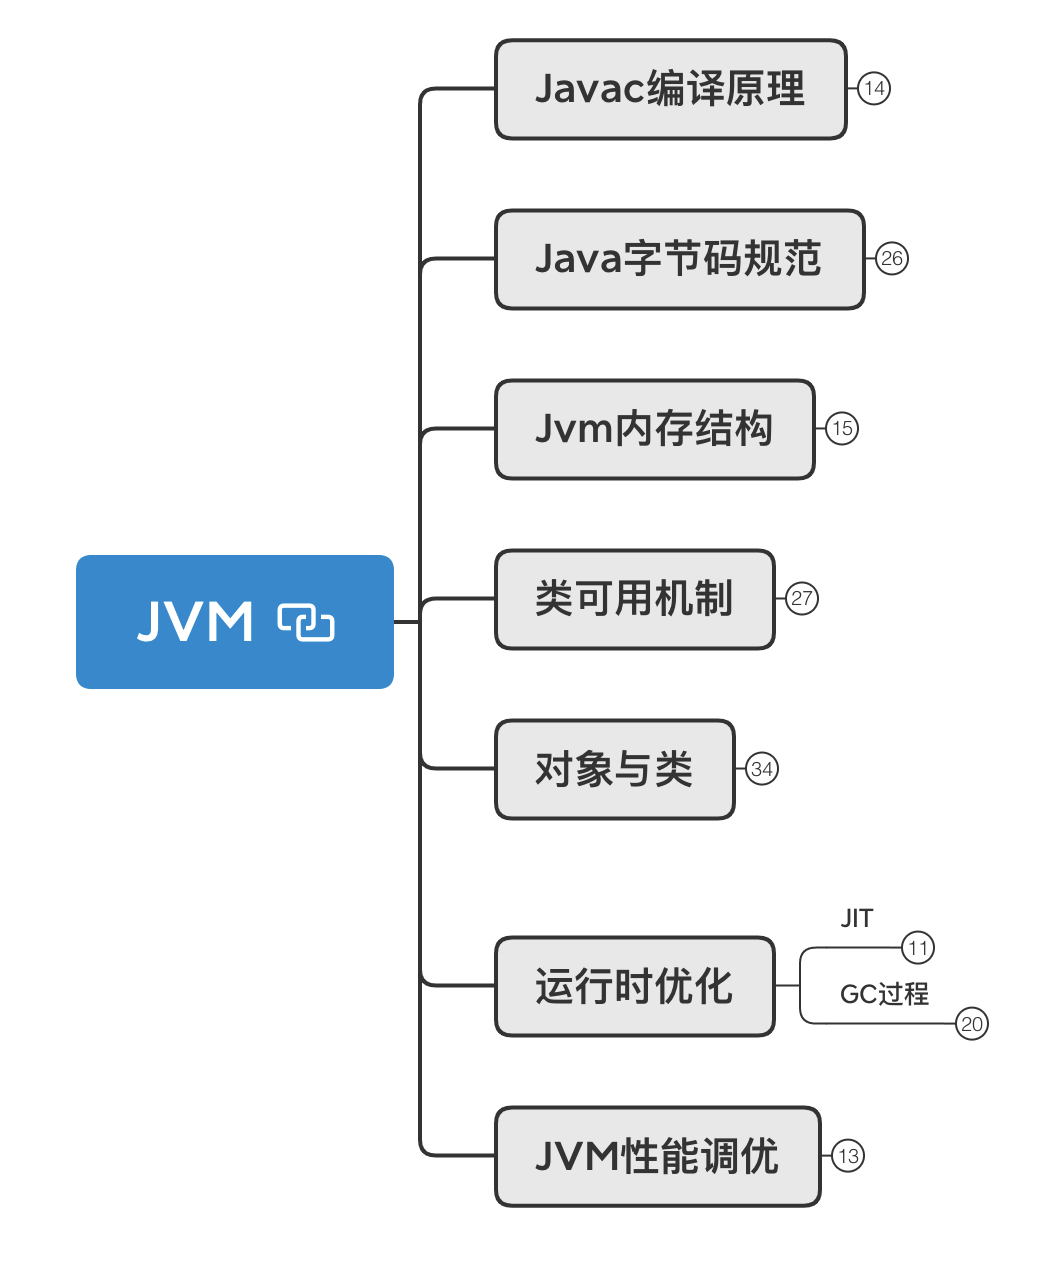 Javac编译原理 14
Java字节码规范 26
Jvm内存结构 15
类可用机制 27
JVM
对象与类 34
JIT 11
运行时优化
GC过程 20
JVM性能调优 13